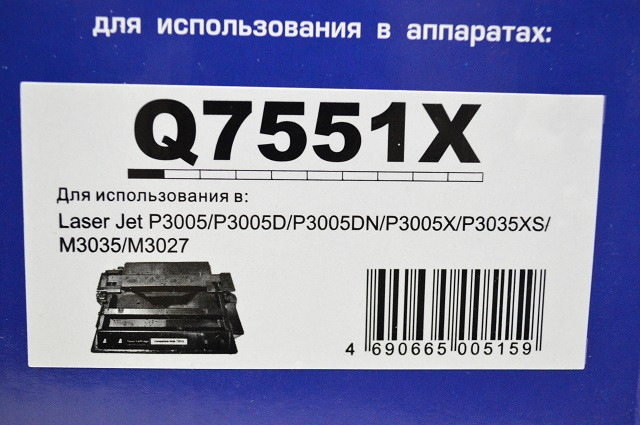 для использования в аппаратах:
Q7551X
Для использования в:
Laser Jet P3005/P3005D/P3005DN/P3005X/P3035XS/
M3035/M3027
4 690665 005159